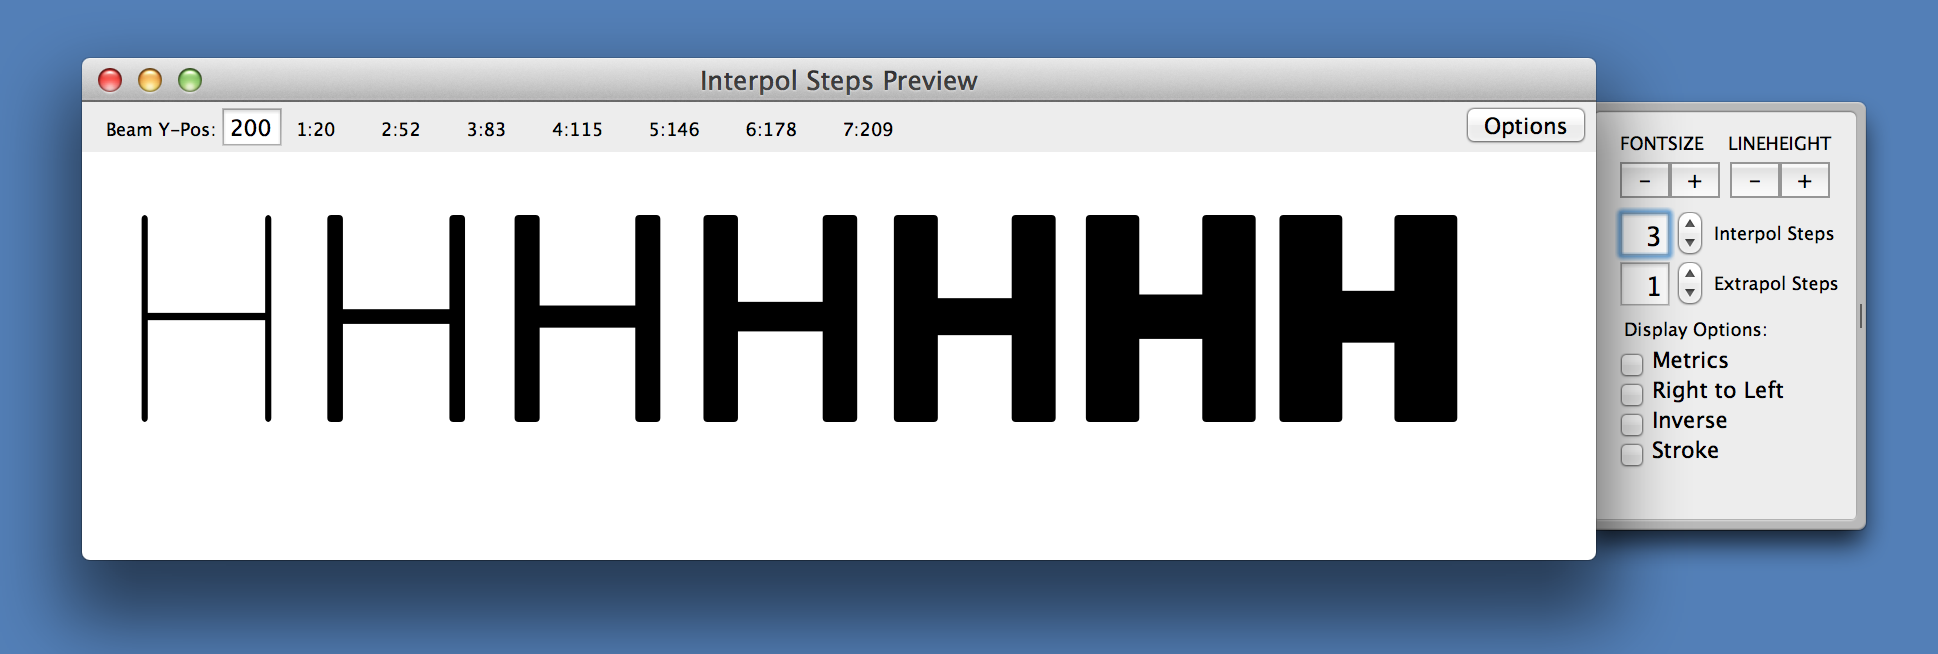 Interpol Steps Preview
Beam Y-Pos: 200 1:20 2:52 3:83 4:115 5:146 6:178 7:209 Options
HHHHHHH
FONTSIZE LINEHEIGHT
- + - +
3 Interpol Steps
1 Extrapol Steps
Display Options:
Metrics
Right to Left
Inverse
Stroke